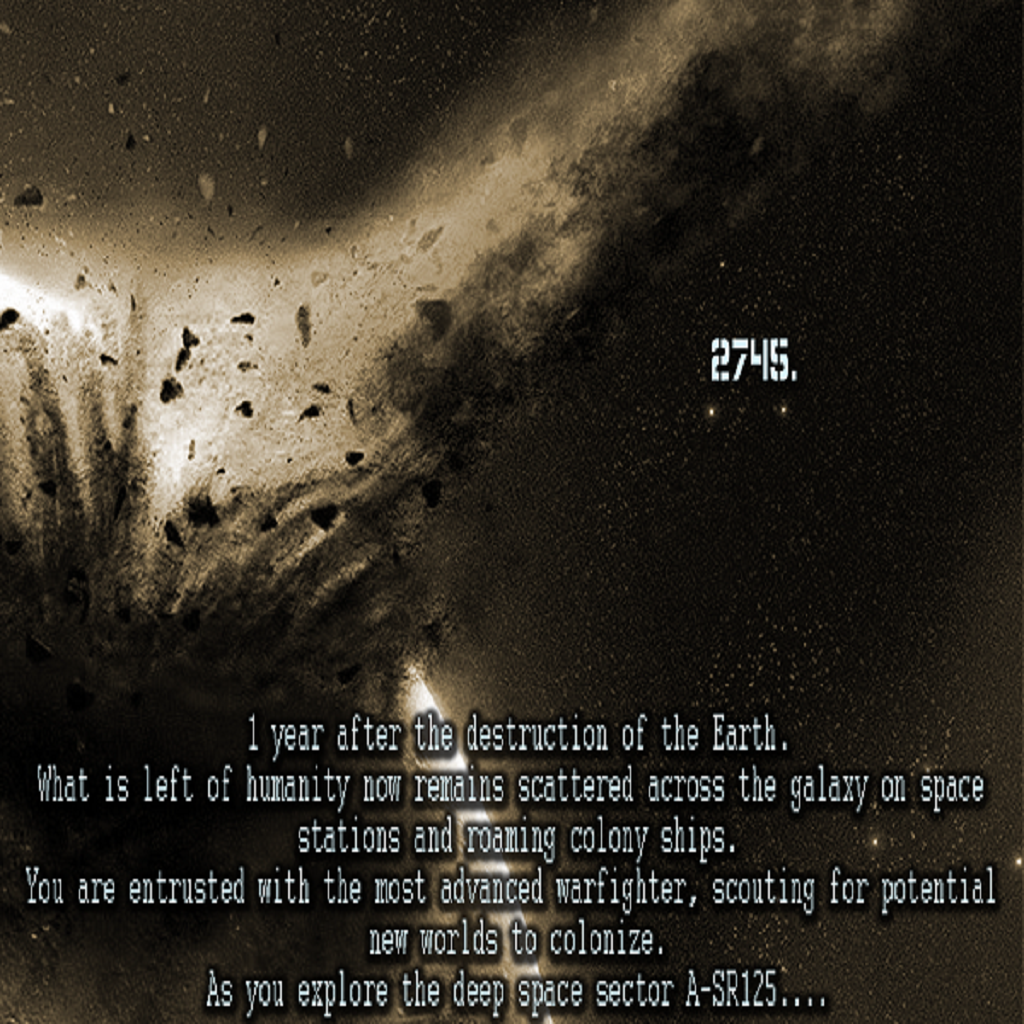 2745.
1 year after the destruction of the Earth.
What is left of humanity now remains scattered across the galaxy on space
stations and roaming colony ships.
You are entrusted with the most advanced warfighter, scouting for potential
new worlds to colonize.
As you explore the deep space sector A-SR125....